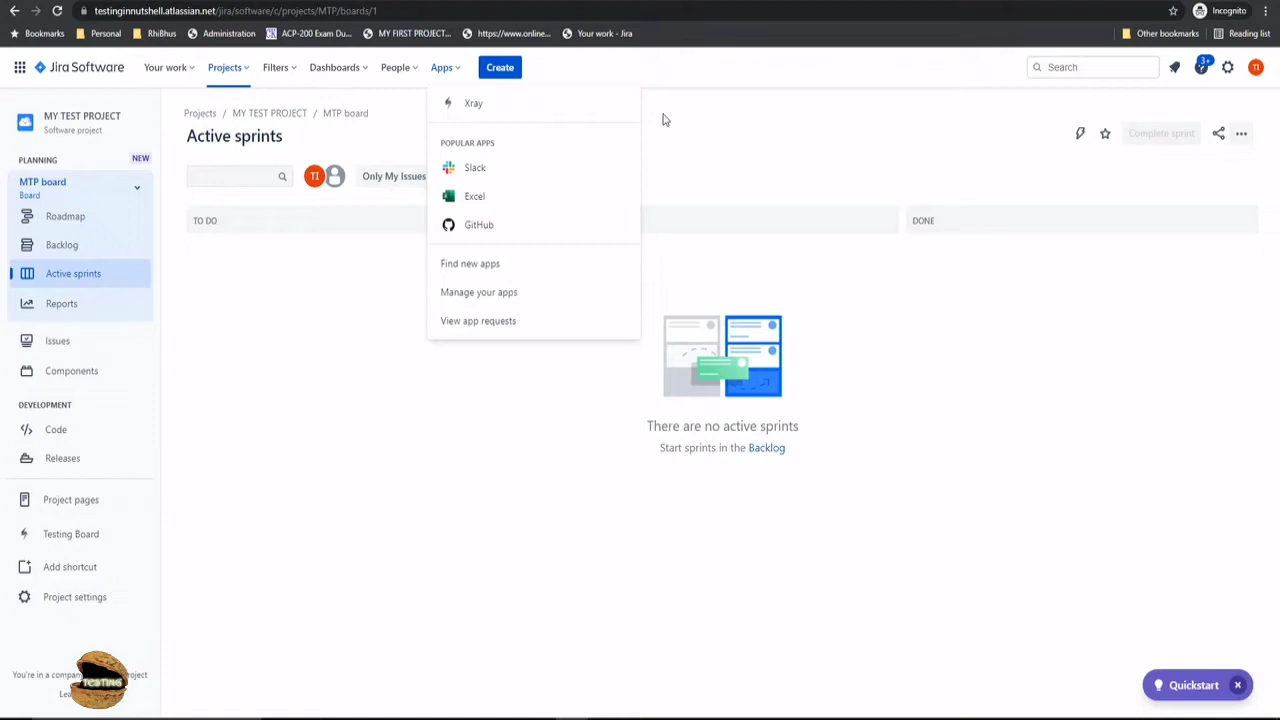 testinginnutshell.atlassian.net/jira/software/c/projects/MTP/boards/1
Incognito
Bookmarks
Personal
RhiBhus
Administration
ACP-200 Exam Du...
MY FIRST PROJECT...
https://www.online...
Your work - Jira
Other bookmarks
Reading list
Jira Software
Your work
Projects
Filters
Dashboards
People
Apps
Create
Search
3+
TI
MY TEST PROJECT
Software project
PLANNING
NEW
MTP board
Board
Roadmap
Backlog
Active sprints
Reports
Issues
Components
DEVELOPMENT
Code
Releases
Project pages
Testing Board
Add shortcut
Project settings
You're in a compan
oject
Lea
TESTING
Projects / MY TEST PROJECT / MTP board
Active sprints
Complete sprint
TI
Only My Issues
TO DO
DONE
Xray
POPULAR APPS
Slack
Excel
GitHub
Find new apps
Manage your apps
View app requests
There are no active sprints
Start sprints in the Backlog
Quickstart